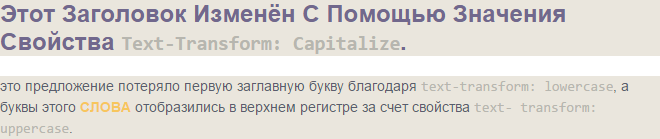 Этот Заголовок Изменён С Помощью Значения
Свойства Text-Transform: Capitalize.
это предложение потеряло первую заглавную букву благодаря text-transform: lowercase, а
буквы этого СЛОВА отобразились в верхнем регистре за счет свойства text- transform:
uppercase.